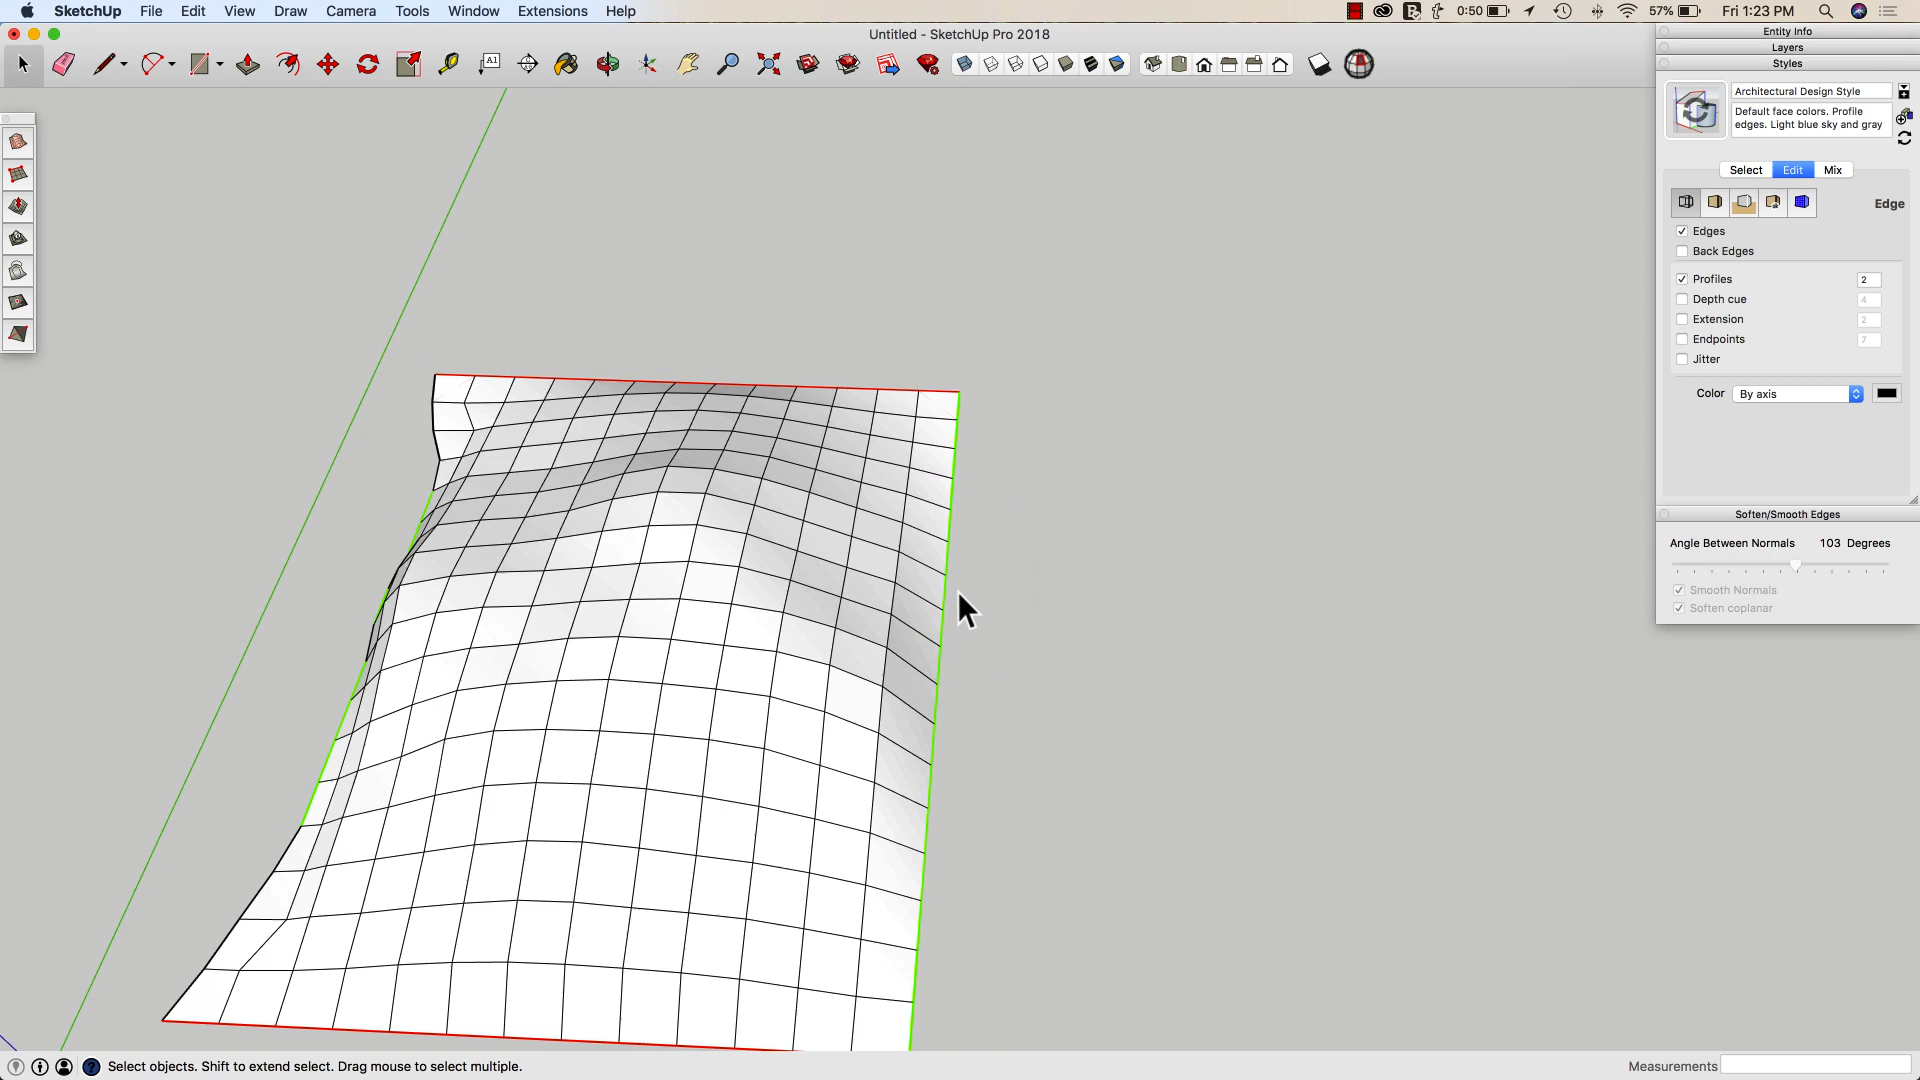 SketchUp File Edit View Draw Camera Tools Window Extensions Help 0:50 57% Fri 1:23 PM
Untitled - SketchUp Pro 2018
A1
Entity Info
Layers
Styles
Architectural Design Style
Default face colors. Profile
edges. Light blue sky and gray
Select Edit Mix
Edge
Edges
Back Edges
Profiles 2
Depth cue 4
Extension 2
Endpoints 7
Jitter
Color By axis
Soften/Smooth Edges
Angle Between Normals 103 Degrees
Smooth Normals
Soften coplanar
Select objects. Shift to extend select. Drag mouse to select multiple.
Measurements